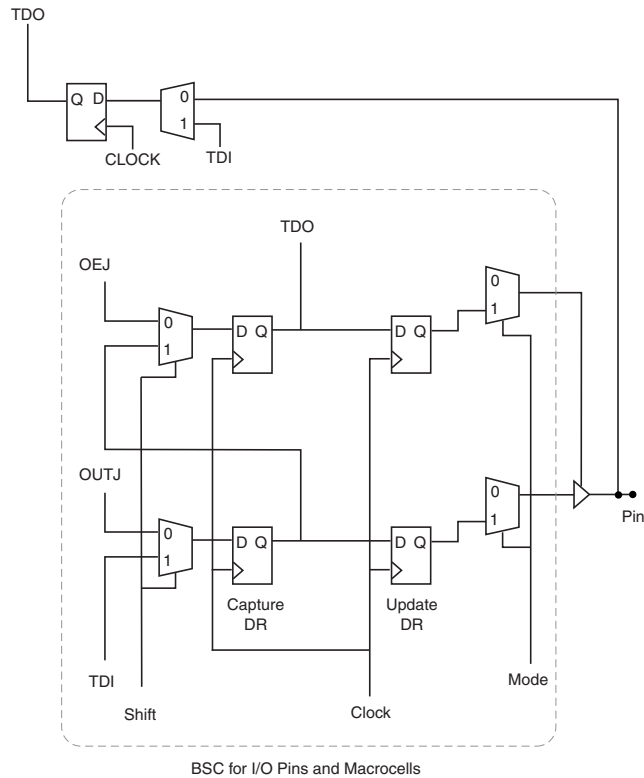 TDO
Q D
0
1
CLOCK
TDI
TDO
OEJ
0
1
D Q
D Q
0
1
OUTJ
0
1
D Q
D Q
0
1
Pin
Capture
DR
Update
DR
TDI
Shift
Clock
Mode
BSC for I/O Pins and Macrocells